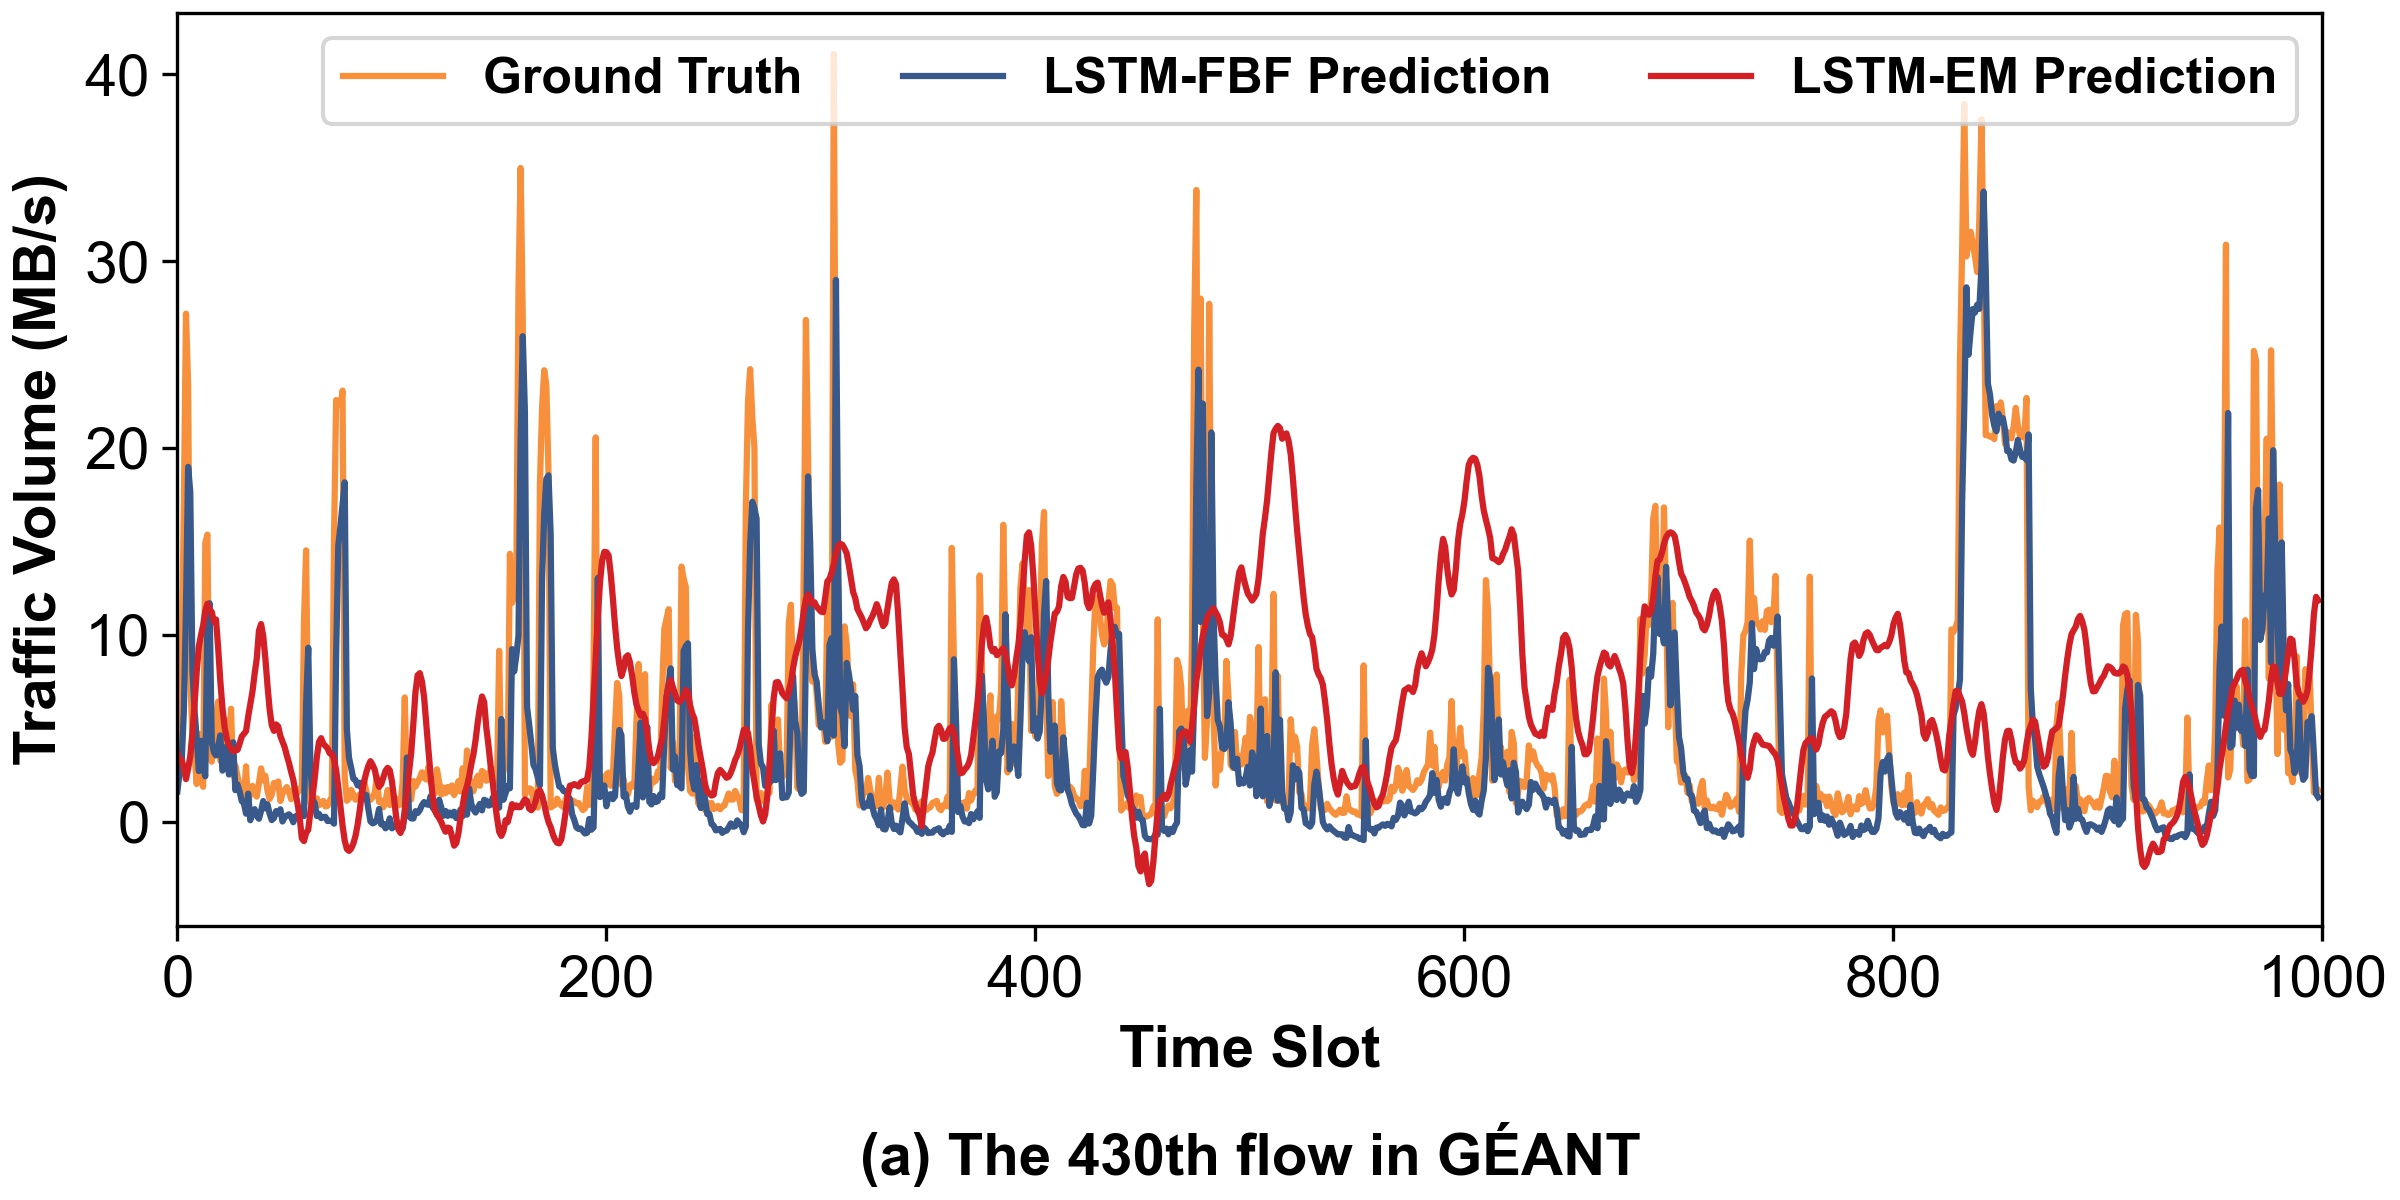 Ground Truth LSTM-FBF Prediction LSTM-EM Prediction
40
30
20
10
0
Traffic Volume (MB/s)
0 200 400 600 800 1000
Time Slot
(a) The 430th flow in GÉANT